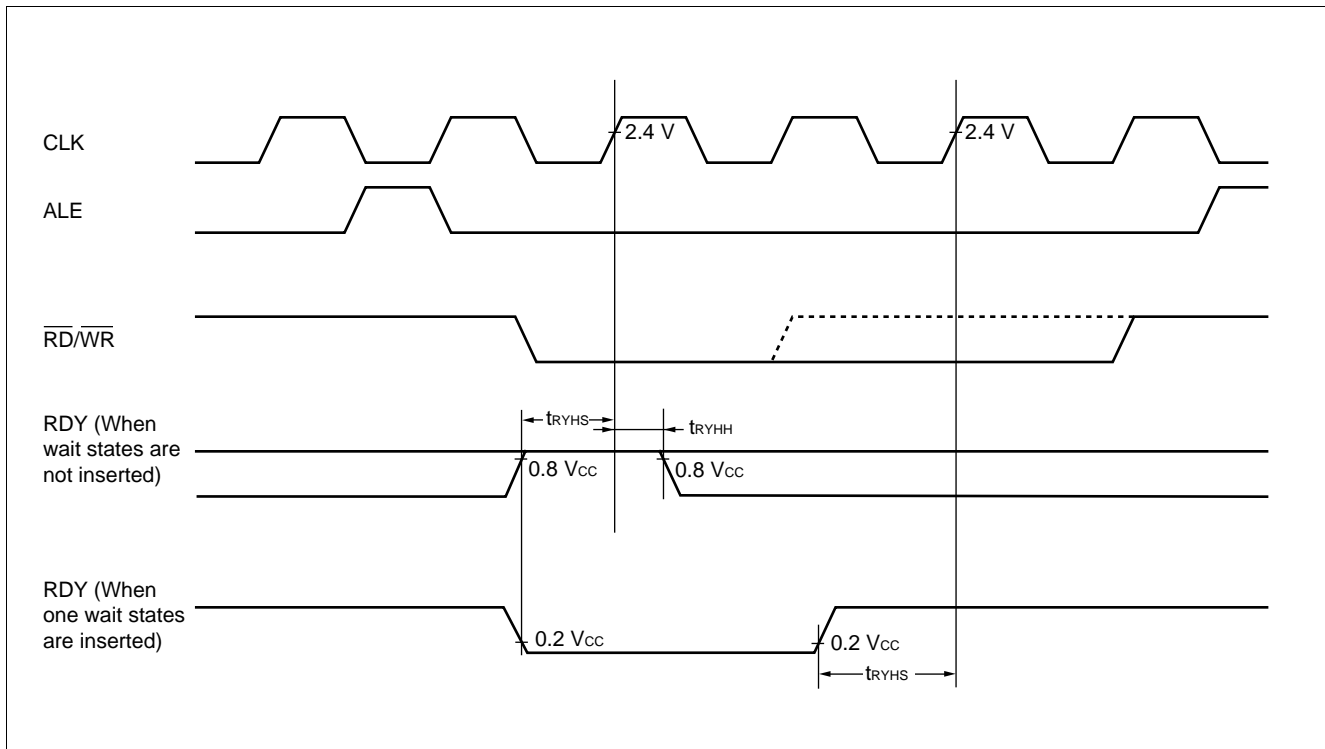 CLK
2.4 V
2.4 V
ALE
RD/WR
RDY (When
wait states are
not inserted)
tRYHS
tRYHH
0.8 VCC
0.8 VCC
RDY (When
one wait states
are inserted)
0.2 VCC
0.2 VCC
tRYHS